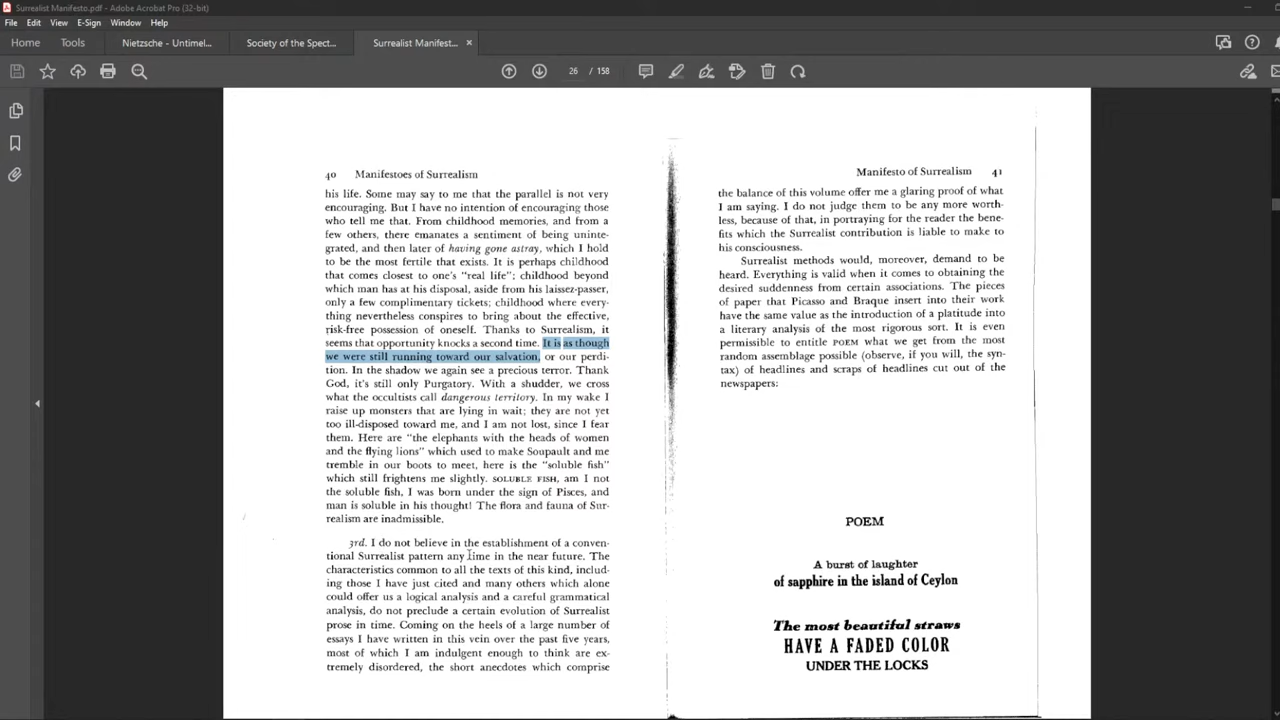 Surrealist Manifesto.pdf - Adobe Acrobat Pro (32-bit)
File Edit View E-Sign Window Help
Home Tools Nietzsche - Untimel... Society of the Spect... Surrealist Manifest... ×
26 / 158
40 Manifestoes of Surrealism
his life. Some may say to me that the parallel is not very
encouraging. But I have no intention of encouraging those
who tell me that. From childhood memories, and from a
few others, there emanates a sentiment of being uninte-
grated, and then later of having gone astray, which I hold
to be the most fertile that exists. It is perhaps childhood
that comes closest to one's "real life"; childhood beyond
which man has at his disposal, aside from his laissez-passer,
only a few complimentary tickets; childhood where every-
thing nevertheless conspires to bring about the effective,
risk-free possession of oneself. Thanks to Surrealism, it
seems that opportunity knocks a second time. It is as though
we were still running toward our salvation, or our perdi-
tion. In the shadow we again see a precious terror. Thank
God, it's still only Purgatory. With a shudder, we cross
what the occultists call dangerous territory. In my wake I
raise up monsters that are lying in wait; they are not yet
too ill-disposed toward me, and I am not lost, since I fear
them. Here are "the elephants with the heads of women
and the flying lions" which used to make Soupault and me
tremble in our boots to meet, here is the "soluble fish"
which still frightens me slightly. SOLUBLE FISH, am I not
the soluble fish, I was born under the sign of Pisces, and
man is soluble in his thought! The flora and fauna of Sur-
realism are inadmissible.
3rd. I do not believe in the establishment of a conven-
tional Surrealist pattern any time in the near future. The
characteristics common to all the texts of this kind, includ-
ing those I have just cited and many others which alone
could offer us a logical analysis and a careful grammatical
analysis, do not preclude a certain evolution of Surrealist
prose in time. Coming on the heels of a large number of
essays I have written in this vein over the past five years,
most of which I am indulgent enough to think are ex-
tremely disordered, the short anecdotes which comprise
Manifesto of Surrealism 41
the balance of this volume offer me a glaring proof of what
I am saying. I do not judge them to be any more worth-
less, because of that, in portraying for the reader the bene-
fits which the Surrealist contribution is liable to make to
his consciousness.
Surrealist methods would, moreover, demand to be
heard. Everything is valid when it comes to obtaining the
desired suddenness from certain associations. The pieces
of paper that Picasso and Braque insert into their work
have the same value as the introduction of a platitude into
a literary analysis of the most rigorous sort. It is even
permissible to entitle POEM what we get from the most
random assemblage possible (observe, if you will, the syn-
tax) of headlines and scraps of headlines cut out of the
newspapers:
POEM
A burst of laughter
of sapphire in the island of Ceylon
The most beautiful straws
HAVE A FADED COLOR
UNDER THE LOCKS